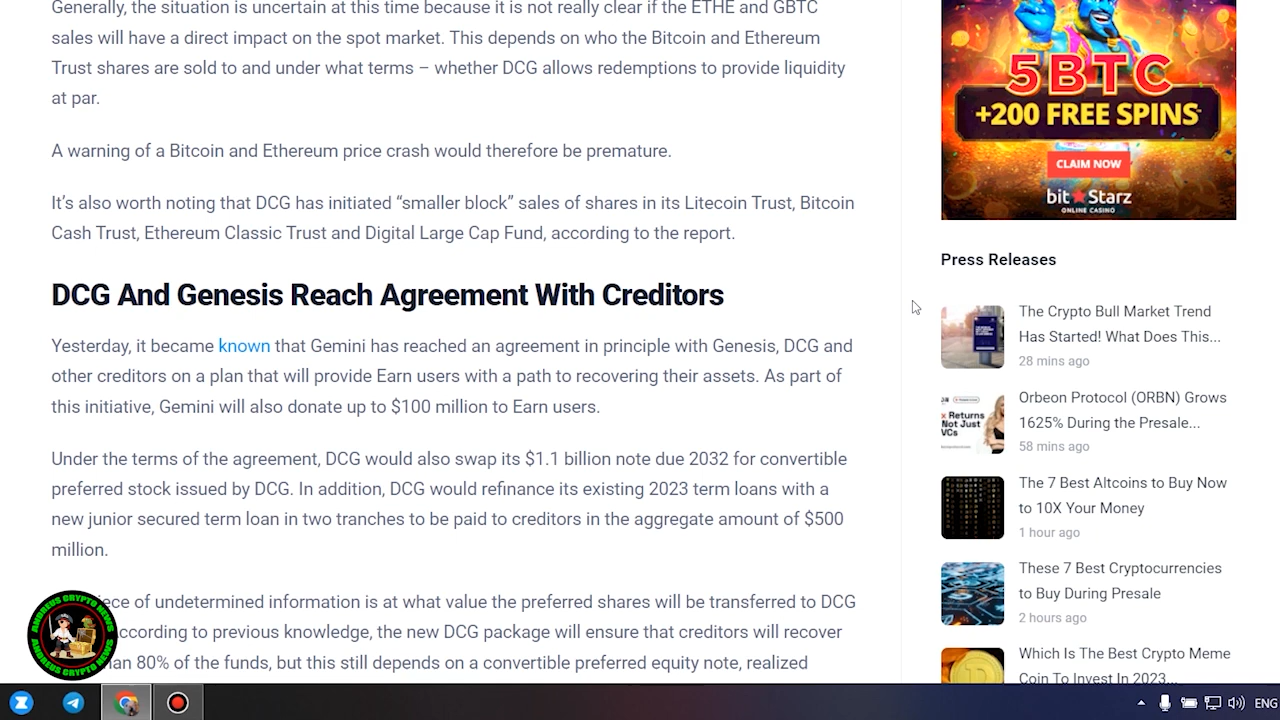 Generally, the situation is uncertain at this time because it is not really clear if the ETHE and GBTC
sales will have a direct impact on the spot market. This depends on who the Bitcoin and Ethereum
Trust shares are sold to and under what terms – whether DCG allows redemptions to provide liquidity
at par.
A warning of a Bitcoin and Ethereum price crash would therefore be premature.
It’s also worth noting that DCG has initiated “smaller block” sales of shares in its Litecoin Trust, Bitcoin
Cash Trust, Ethereum Classic Trust and Digital Large Cap Fund, according to the report.
DCG And Genesis Reach Agreement With Creditors
Yesterday, it became known that Gemini has reached an agreement in principle with Genesis, DCG and
other creditors on a plan that will provide Earn users with a path to recovering their assets. As part of
this initiative, Gemini will also donate up to $100 million to Earn users.
Under the terms of the agreement, DCG would also swap its $1.1 billion note due 2032 for convertible
preferred stock issued by DCG. In addition, DCG would refinance its existing 2023 term loans with a
new junior secured term loan in two tranches to be paid to creditors in the aggregate amount of $500
million.
piece of undetermined information is at what value the preferred shares will be transferred to DCG
according to previous knowledge, the new DCG package will ensure that creditors will recover
than 80% of the funds, but this still depends on a convertible preferred equity note, realized
5BTC
+200 FREE SPINS
CLAIM NOW
bitStarz
ONLINE CASINO
Press Releases
The Crypto Bull Market Trend
Has Started! What Does This...
28 mins ago
Returns
Not Just
VCs
Orbeon Protocol (ORBN) Grows
1625% During the Presale...
58 mins ago
The 7 Best Altcoins to Buy Now
to 10X Your Money
1 hour ago
These 7 Best Cryptocurrencies
to Buy During Presale
2 hours ago
Which Is The Best Crypto Meme
Coin To Invest In 2023...
ANDREUS CRYPTO NEWS
ANDREUS CRYPTO NEWS
ENG